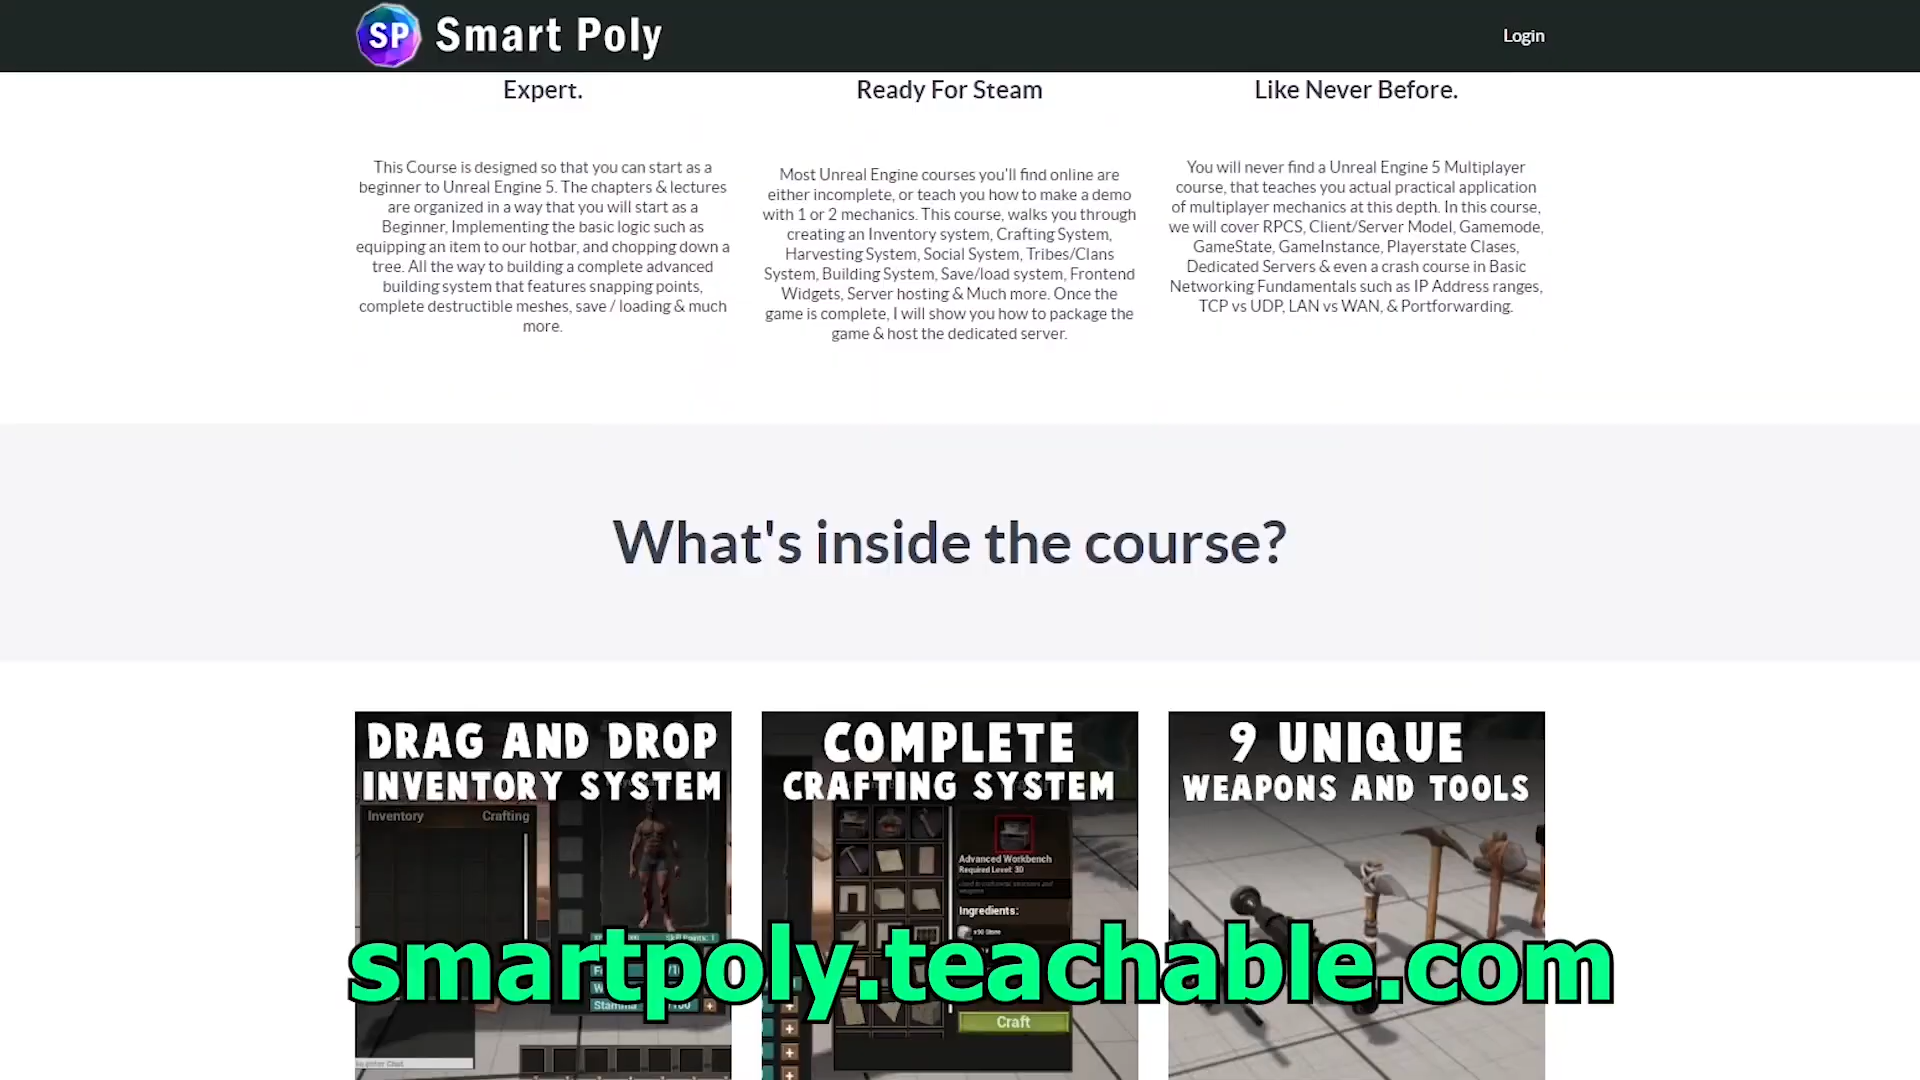 SP Smart Poly
Login
Expert.
This Course is designed so that you can start as a
beginner to Unreal Engine 5. The chapters & lectures
are organized in a way that you will start as a
Beginner, Implementing the basic logic such as
equipping an item to our hotbar, and chopping down a
tree. All the way to building a complete advanced
building system that features snapping points,
complete destructible meshes, save / loading & much
more.
Ready For Steam
Most Unreal Engine courses you'll find online are
either incomplete, or teach you how to make a demo
with 1 or 2 mechanics. This course, walks you through
creating an Inventory system, Crafting System,
Harvesting System, Social System, Tribes/Clans
System, Building System, Save/load system, Frontend
Widgets, Server hosting & Much more. Once the
game is complete, I will show you how to package the
game & host the dedicated server.
Like Never Before.
You will never find a Unreal Engine 5 Multiplayer
course, that teaches you actual practical application
of multiplayer mechanics at this depth. In this course,
we will cover RPCS, Client/Server Model, Gamemode,
GameState, GameInstance, Playerstate Clases,
Dedicated Servers & even a crash course in Basic
Networking Fundamentals such as IP Address ranges,
TCP vs UDP, LAN vs WAN, & Portforwarding.
What's inside the course?
DRAG AND DROP
INVENTORY SYSTEM
Inventory
Crafting
Skill Points: 1
Stamina
COMPLETE
CRAFTING SYSTEM
Advanced Workbench
Required Level: 30
Ingredients:
x50 Stone
Craft
9 UNIQUE
WEAPONS AND TOOLS
smartpoly.teachable.com